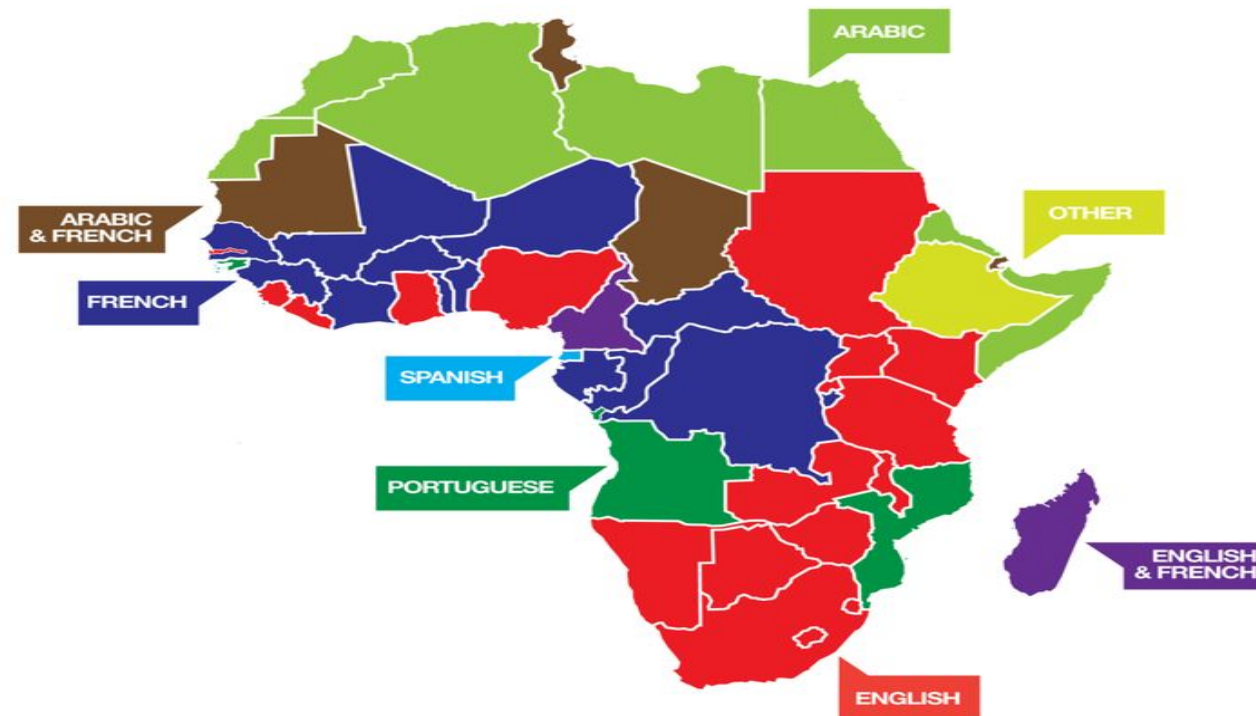 ARABIC
OTHER
ARABIC
& FRENCH
FRENCH
SPANISH
PORTUGUESE
ENGLISH
& FRENCH
ENGLISH